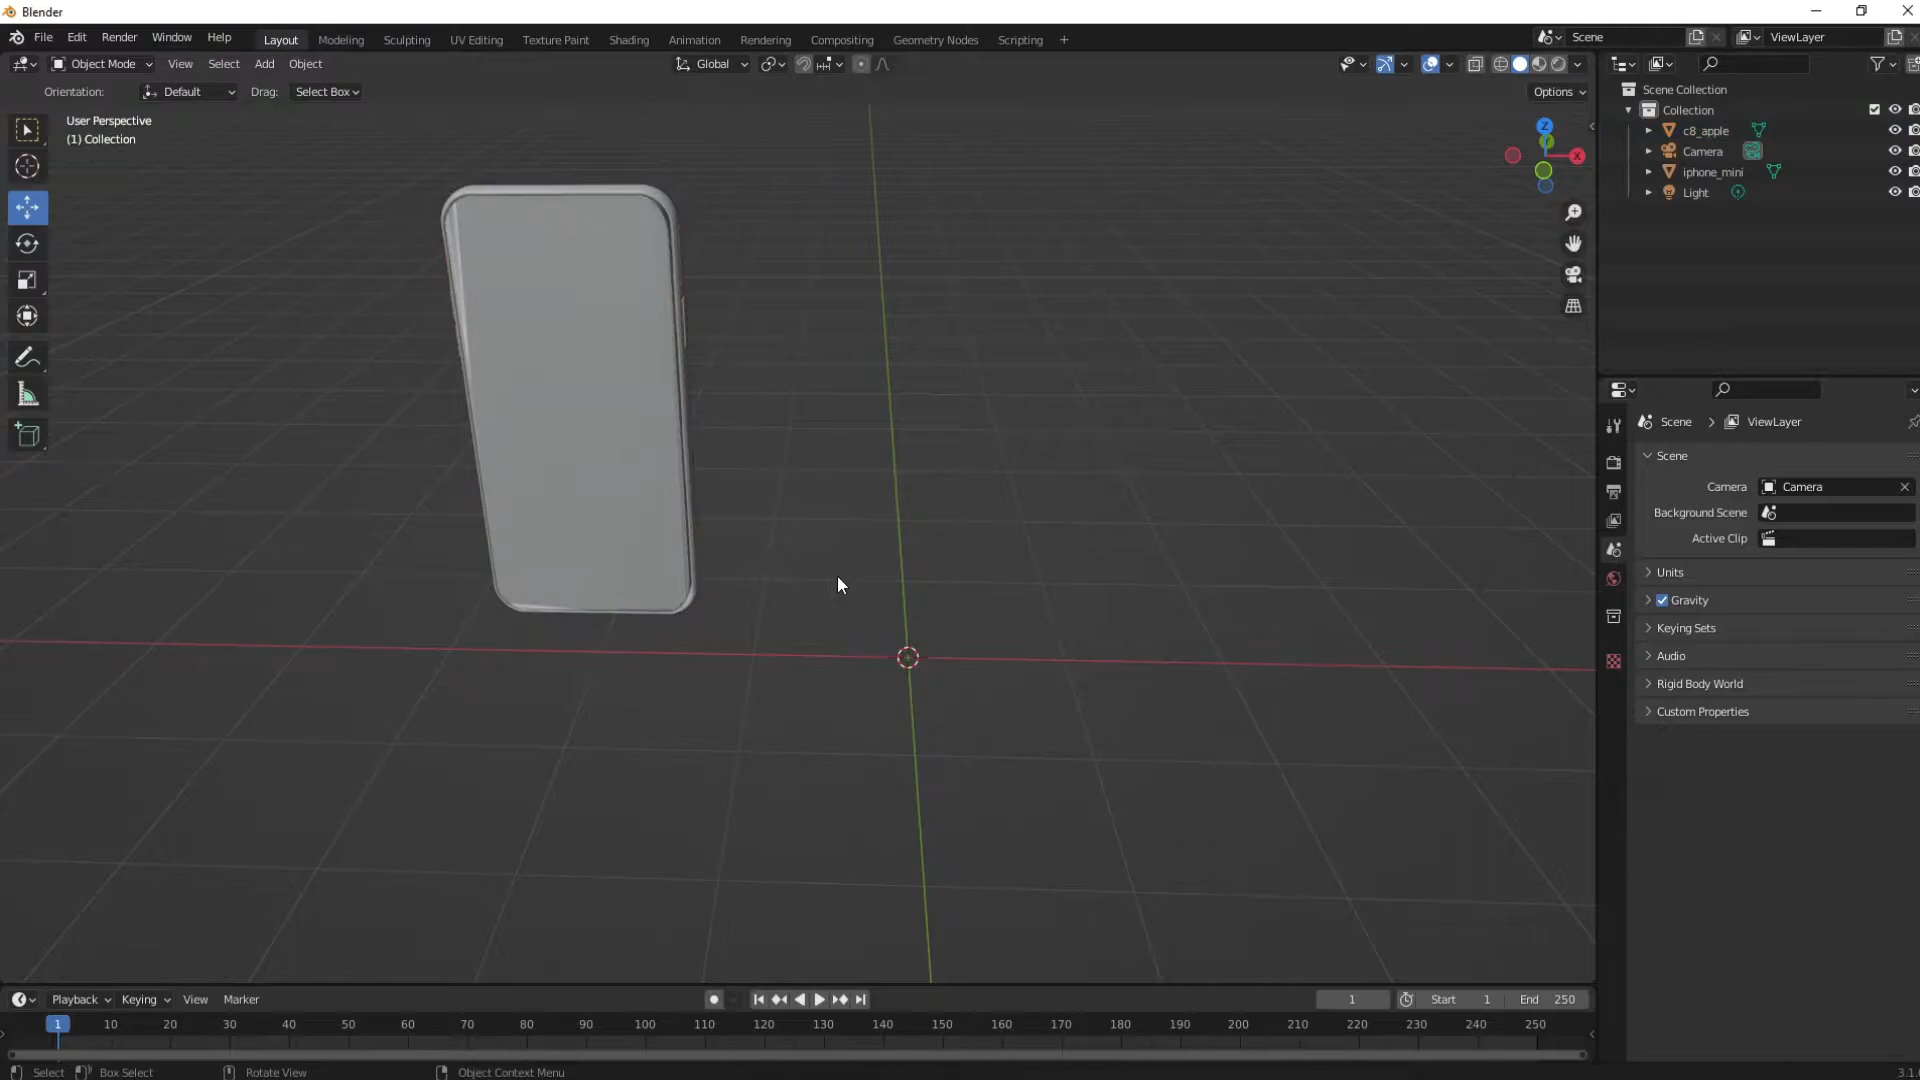 Blender
File Edit Render Window Help
Layout Modeling Sculpting UV Editing Texture Paint Shading Animation Rendering Compositing Geometry Nodes Scripting +
Scene
ViewLayer
Object Mode View Select Add Object
Global
Orientation: Default Drag: Select Box
Options
User Perspective
(1) Collection
Z
Y
X
Scene Collection
Collection
c8_apple
Camera
iphone_mini
Light
Scene > ViewLayer
Scene
Camera Camera
Background Scene
Active Clip
Units
Gravity
Keying Sets
Audio
Rigid Body World
Custom Properties
Playback Keying View Marker
1
Start 1 End 250
1 10 20 30 40 50 60 70 80 90 100 110 120 130 140 150 160 170 180 190 200 210 220 230 240 250
Select Box Select Rotate View Object Context Menu